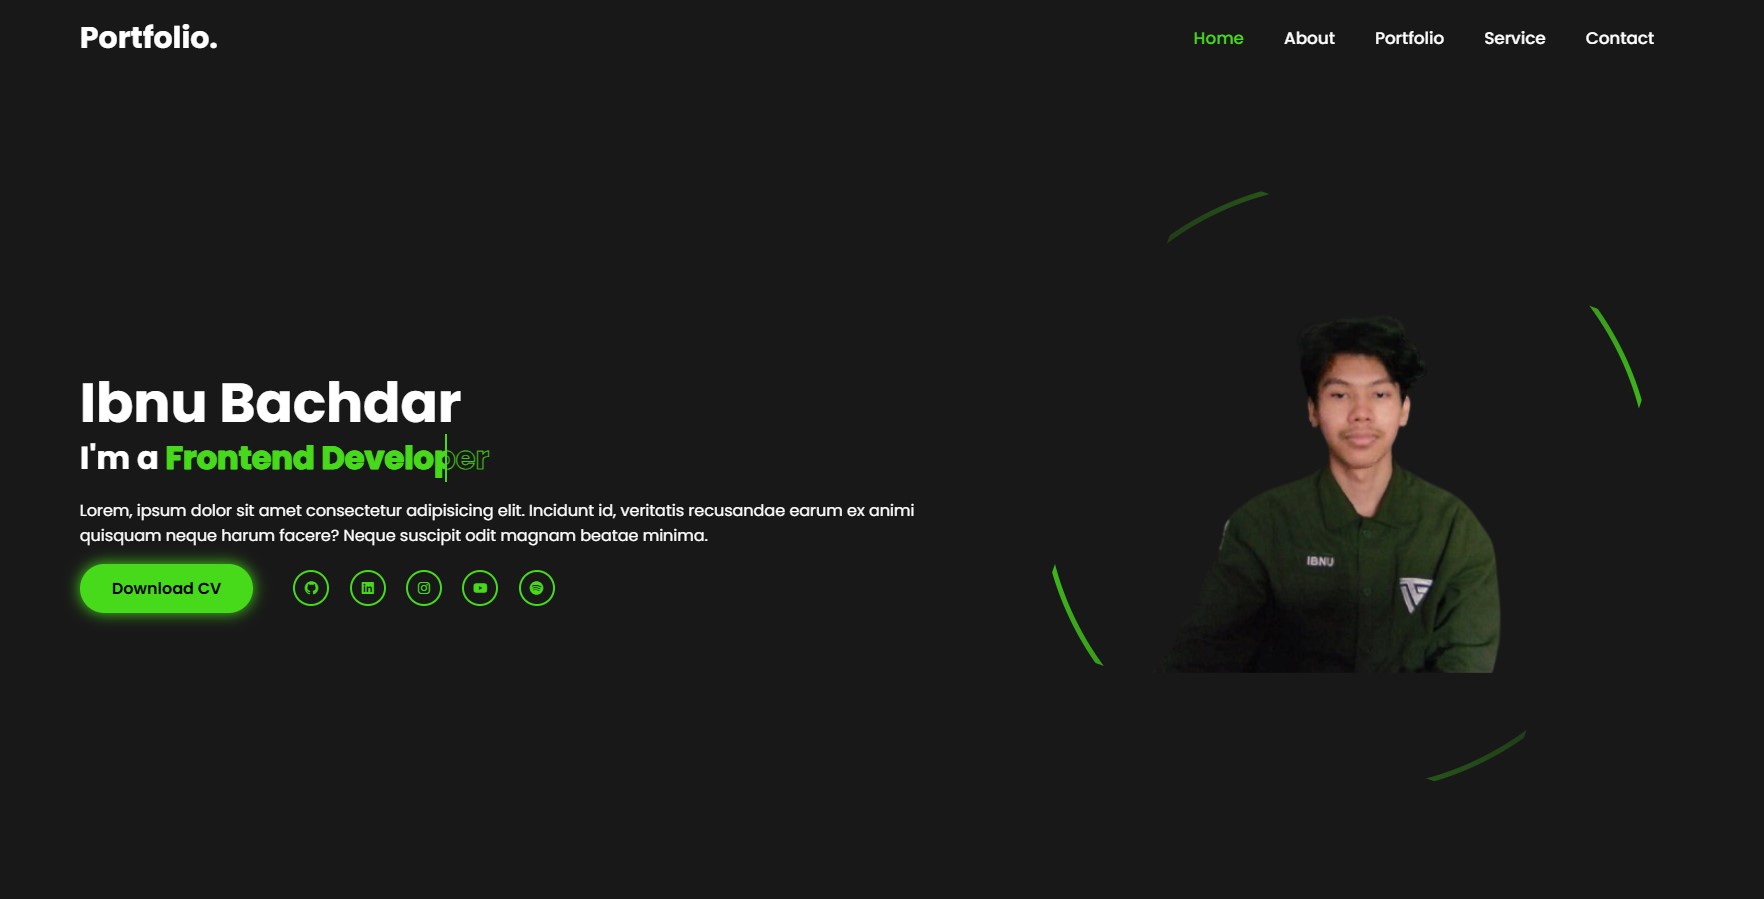 Portfolio.
Home About Portfolio Service Contact
Ibnu Bachdar
I'm a Frontend Developer
Lorem, ipsum dolor sit amet consectetur adipisicing elit. Incidunt id, veritatis recusandae earum ex animi
quisquam neque harum facere? Neque suscipit odit magnam beatae minima.
Download CV
IBNU